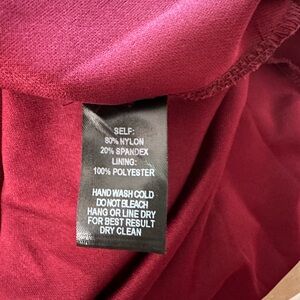 SELF:
80% NYLON
20% SPANDEX
LINING:
100% POLYESTER
HAND WASH COLD
DO NOT BLEACH
HANG OR LINE DRY
FOR BEST RESULT
DRY CLEAN